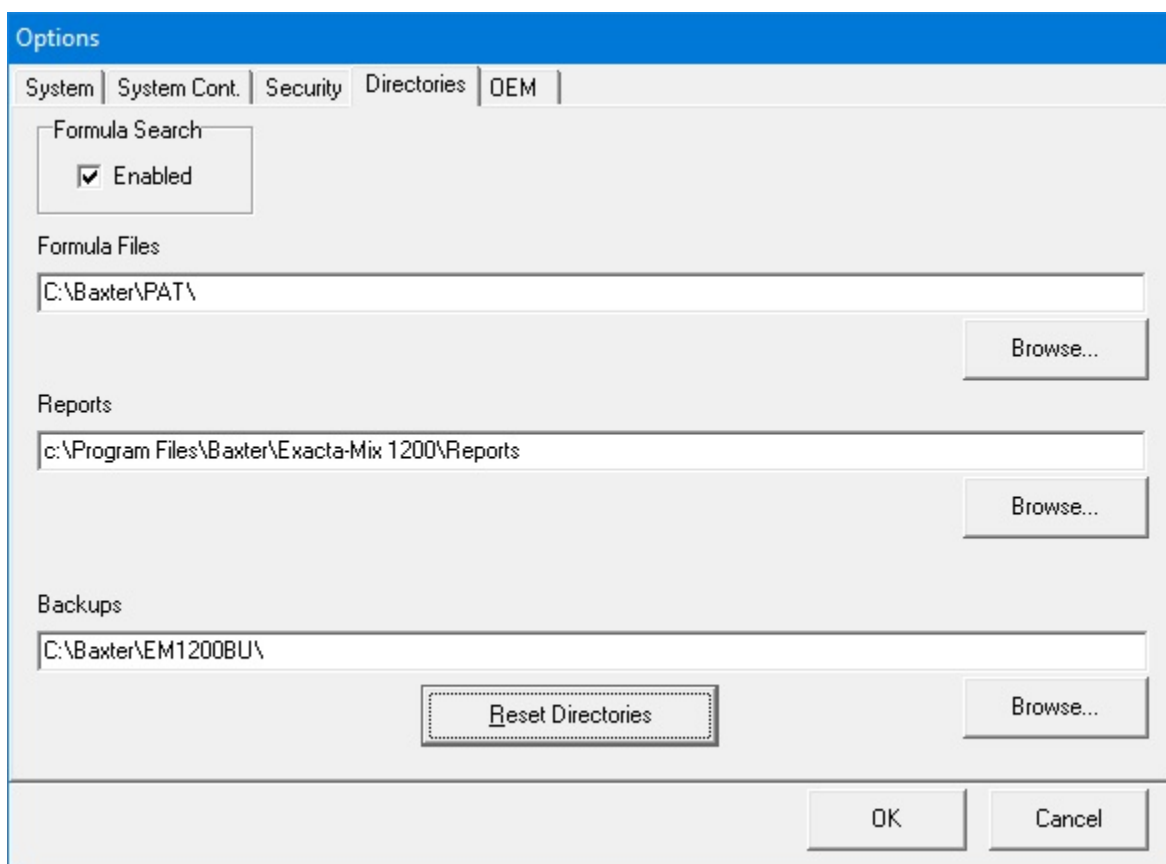 Options
System System Cont. Security Directories OEM
Formula Search
Enabled
Formula Files
C:\Baxter\PAT\
Browse...
Reports
c:\Program Files\Baxter\Exacta-Mix 1200\Reports
Browse...
Backups
C:\Baxter\EM1200BU\
Reset Directories Browse...
OK Cancel